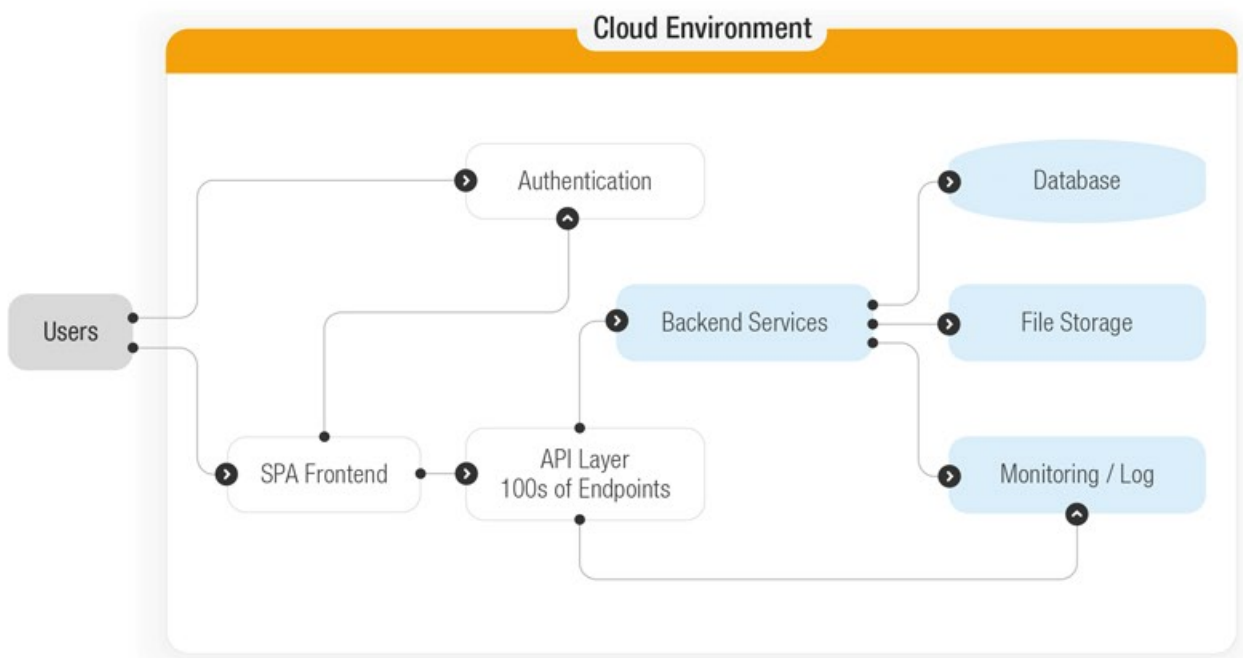 Cloud Environment
Authentication
Database
Users
Backend Services
File Storage
SPA Frontend
API Layer
100s of Endpoints
Monitoring / Log